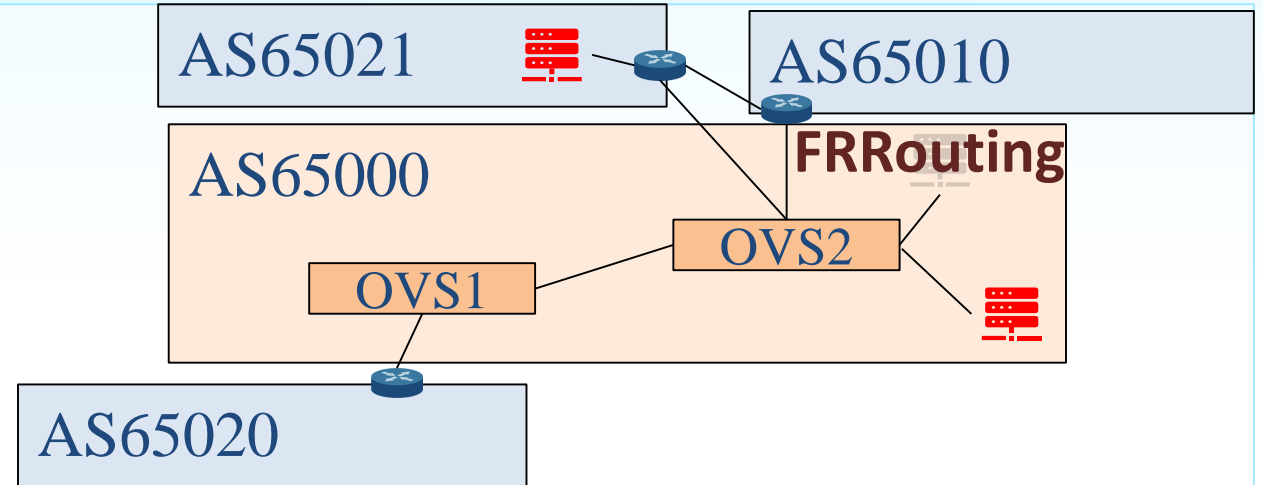 AS65021
AS65010
AS65000
FRRouting
OVS2
OVS1
AS65020